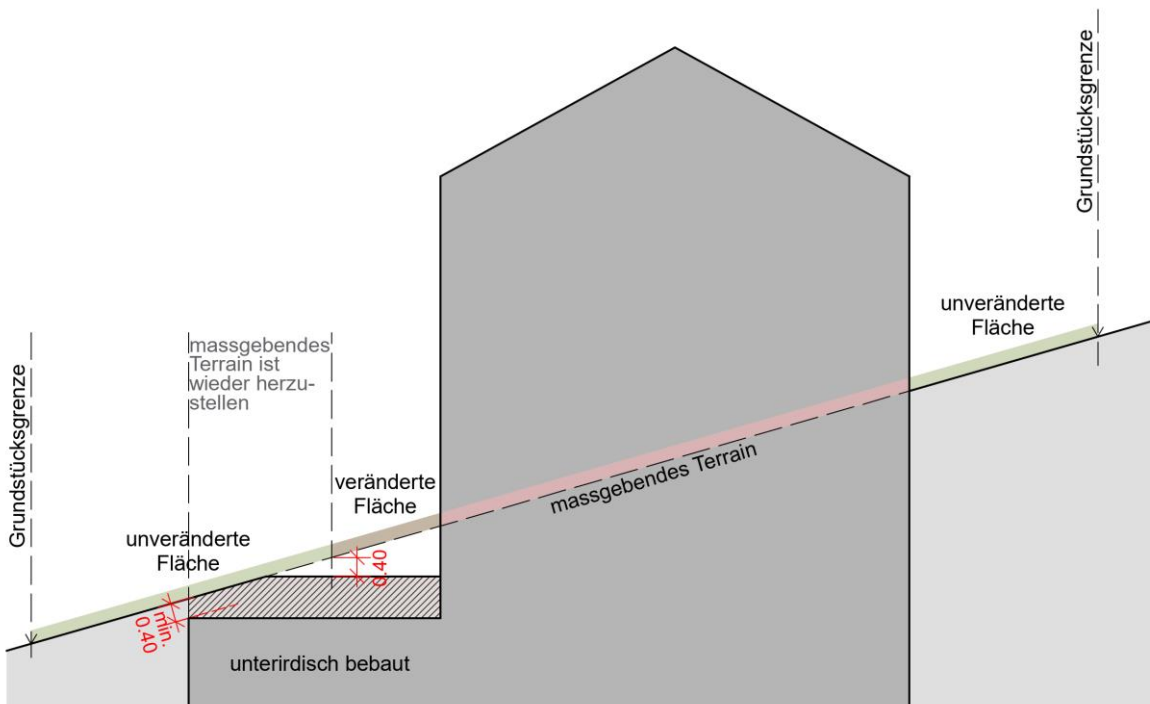 Grundstücksgrenze
unveränderte
Fläche
Grundstücksgrenze
massgebendes
Terrain ist
wieder herzu-
stellen
veränderte
Fläche
massgebendes Terrain
unveränderte
Fläche
0.40
min.
0.40
unterirdisch bebaut